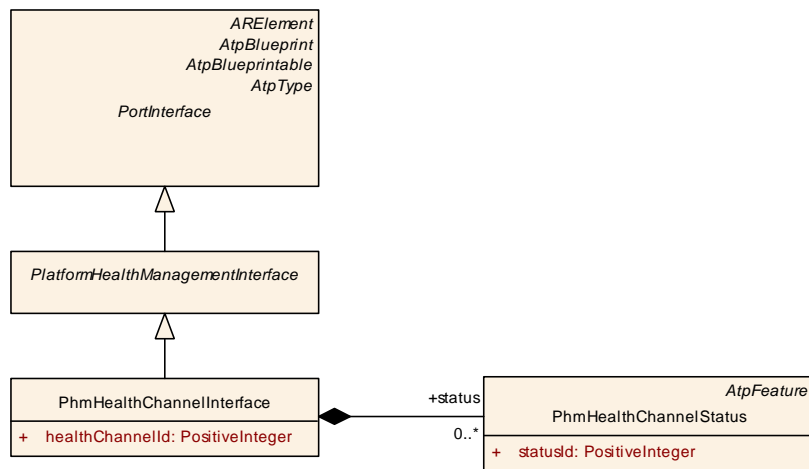 ARElement
AtpBlueprint
AtpBlueprintable
AtpType
PortInterface
PlatformHealthManagementInterface
PhmHealthChannelInterface
+ healthChannelId: PositiveInteger
+status
0..*
AtpFeature
PhmHealthChannelStatus
+ statusId: PositiveInteger